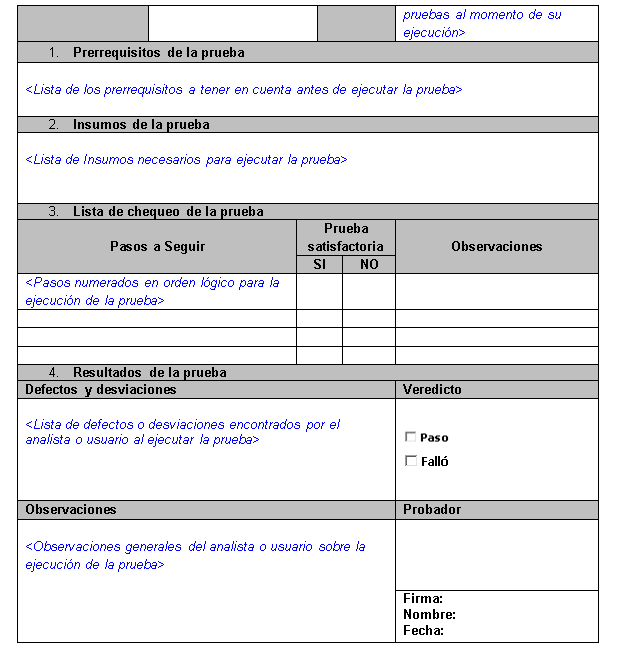 pruebas al momento de su
ejecución>
1. Prerrequisitos de la prueba
<Lista de los prerrequisitos a tener en cuenta antes de ejecutar la prueba>
2. Insumos de la prueba
<Lista de Insumos necesarios para ejecutar la prueba>
3. Lista de chequeo de la prueba
Pasos a Seguir
Prueba
satisfactoria
Observaciones
SI NO
<Pasos numerados en orden lógico para la
ejecución de la prueba>
4. Resultados de la prueba
Defectos y desviaciones Veredicto
<Lista de defectos o desviaciones encontrados por el
analista o usuario al ejecutar la prueba>
Paso
Falló
Observaciones Probador
<Observaciones generales del analista o usuario sobre la
ejecución de la prueba>
Firma:
Nombre:
Fecha: